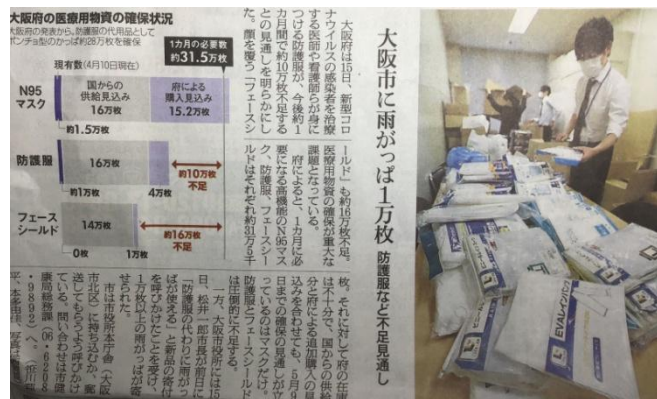 大阪府の医療用物資の確保状況
大阪府の発表から。防護服の代用品として
ポンチョ型のかっぱ約28万枚を確保
1カ月の必要数
約31.5万枚
現有数(4月10日現在)
N95
マスク
国からの
供給見込み
16万枚
府による
購入見込み
15.2万枚
約1.5万枚
防護服
16万枚
約10万枚
不足
約1万枚
4万枚
フェース
シールド
14万枚
約16万枚
不足
0枚
1万枚
大阪市に雨がっぱ1万枚
防護服など不足見通し
大阪府は15日、新型コロ
ナウイルスの感染者を治療
する医師や看護師らが身に
つける防護服が、今後約1
カ月間で約10万枚不足する
との見通しを明らかにし
た。顔を覆う「フェースシ
ールド」も約16万枚不足。
医療用物資の確保が重大な
課題となっている。
府によると、1カ月に必
要になる高機能のN95マス
ク、防護服、フェースシー
ルドはそれぞれ約31万5千
枚。それに対して府の在庫
は不十分で、国からの供給
分と府による追加購入の見
込みを合わせても、5月9
日までの確保の見通しが立
っているのはマスクだけ。
防護服とフェースシールド
は圧倒的に不足する。
一方、大阪市役所には15
日、松井一郎市長が前日に
「防護服の代わりに雨がっ
ぱが使える」と新品の寄付
を呼びかけたことを受け、
1万枚以上の雨がっぱが寄
せられた。
市は市役所本庁舎(大阪
市北区)に持ち込むか、郵
送してもらうよう呼びかけ
ている。問い合わせは市健
康局総務課(06・6208
・9899)へ。
EVAレインコート